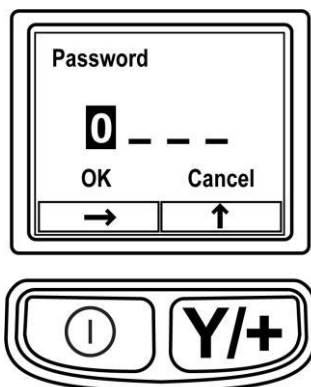 Password
0 _ _ _
OK Cancel
→ ↑
Y/+